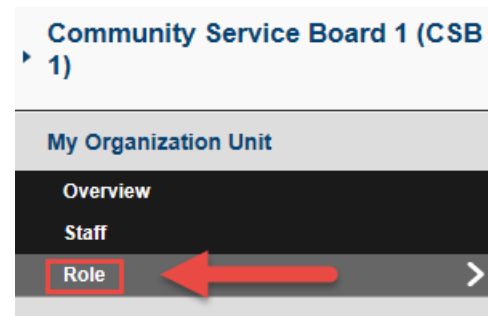 Community Service Board 1 (CSB
1)
My Organization Unit
Overview
Staff
Role